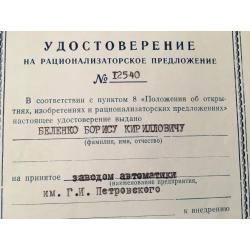 УДОСТОВЕРЕНИЕ
НА РАЦИОНАЛИЗАТОРСКОЕ ПРЕДЛОЖЕНИЕ
№ 12540
В соответствии с пунктом 8 «Положения об откры-
тиях, изобретениях и рационализаторских предложениях»
настоящее удостоверение выдано
БЕЛЕНКО БОРИСУ КИРИЛЛОВИЧУ
(фамилия, имя, отчество)
на принятое заводом автоматики
(наименование предприятия,
им. Г.И. Петровского
к внедрению